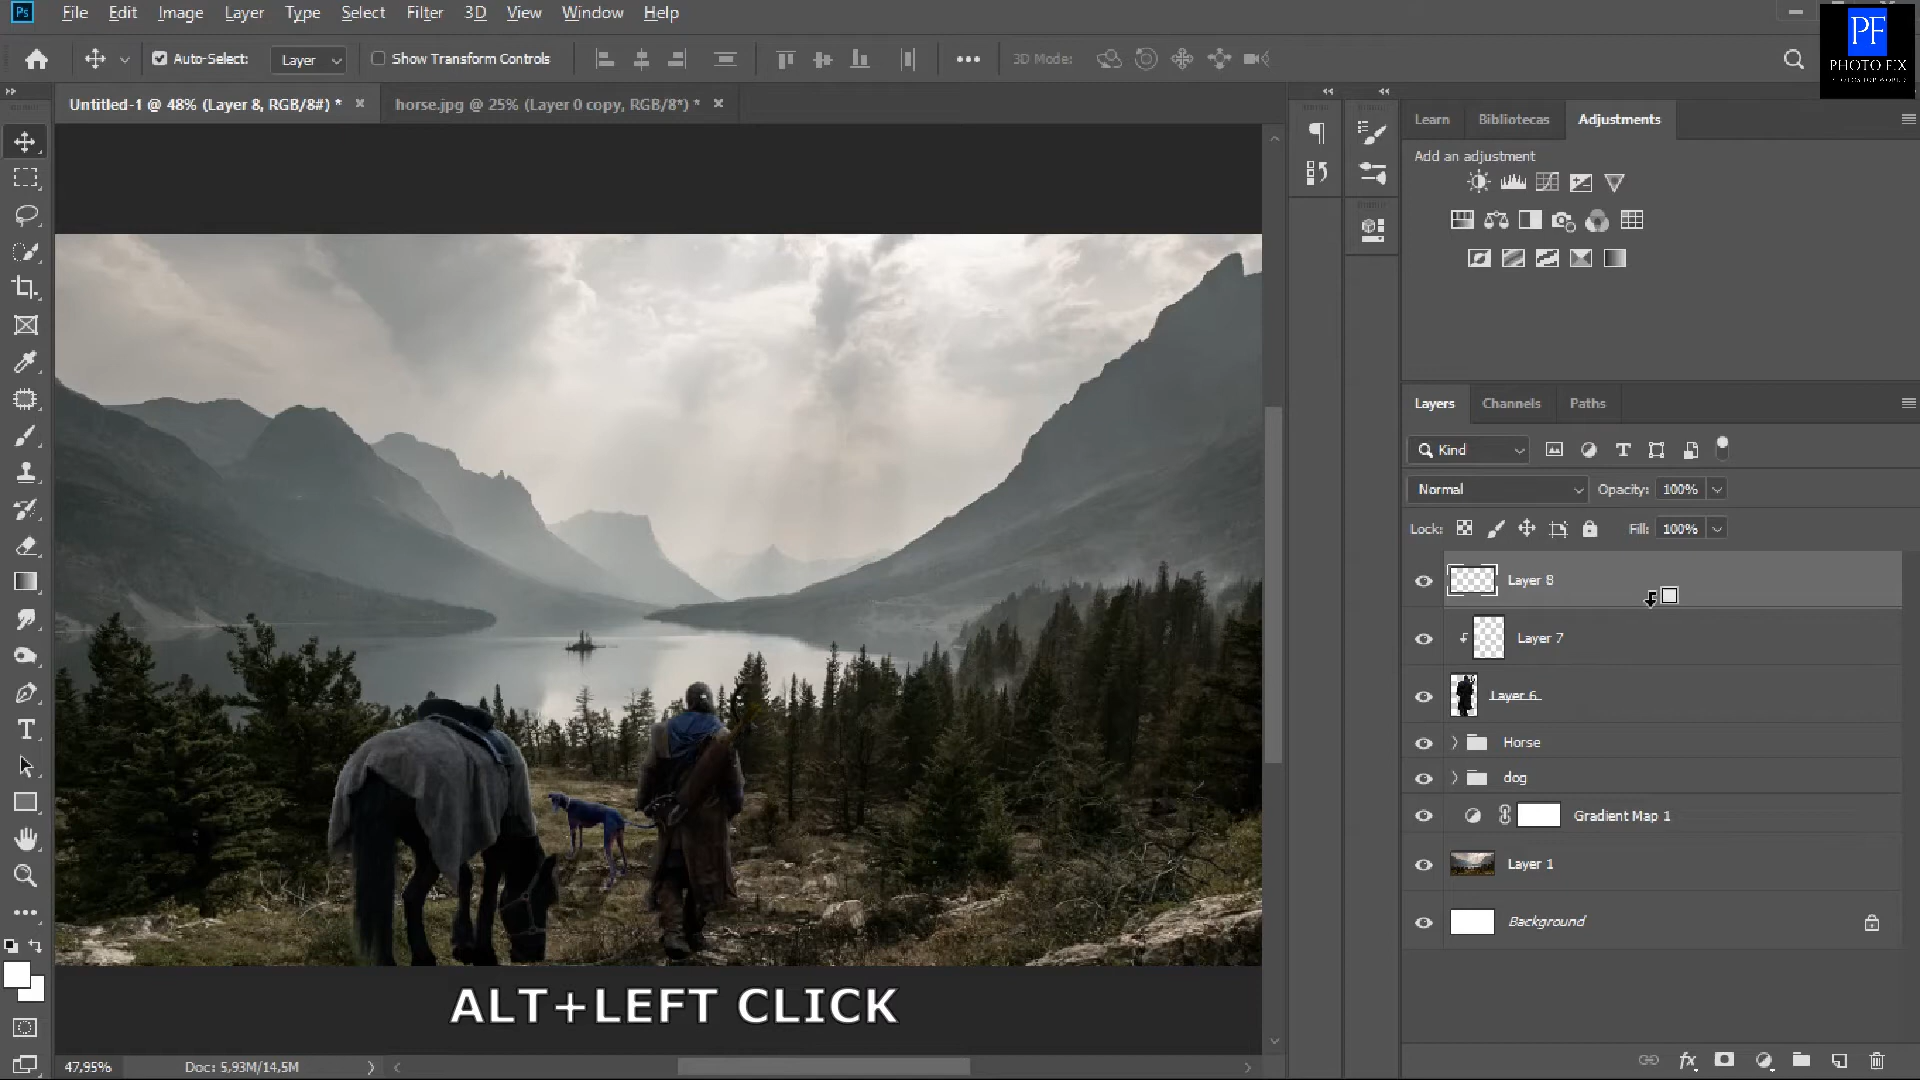 Ps File Edit Image Layer Type Select Filter 3D View Window Help
PF
PHOTO FIX
Auto-Select: Layer Show Transform Controls 3D Mode:
Untitled-1 @ 48% (Layer 8, RGB/8#) * horse.jpg @ 25% (Layer 0 copy, RGB/8*) *
Learn Bibliotecas Adjustments
Add an adjustment
Layers Channels Paths
Kind
Normal Opacity: 100%
Lock: Fill: 100%
Layer 8
Layer 7
Layer 6
Horse
dog
Gradient Map 1
Layer 1
Background
ALT+LEFT CLICK
47,95% Doc: 5,93M/14,5M